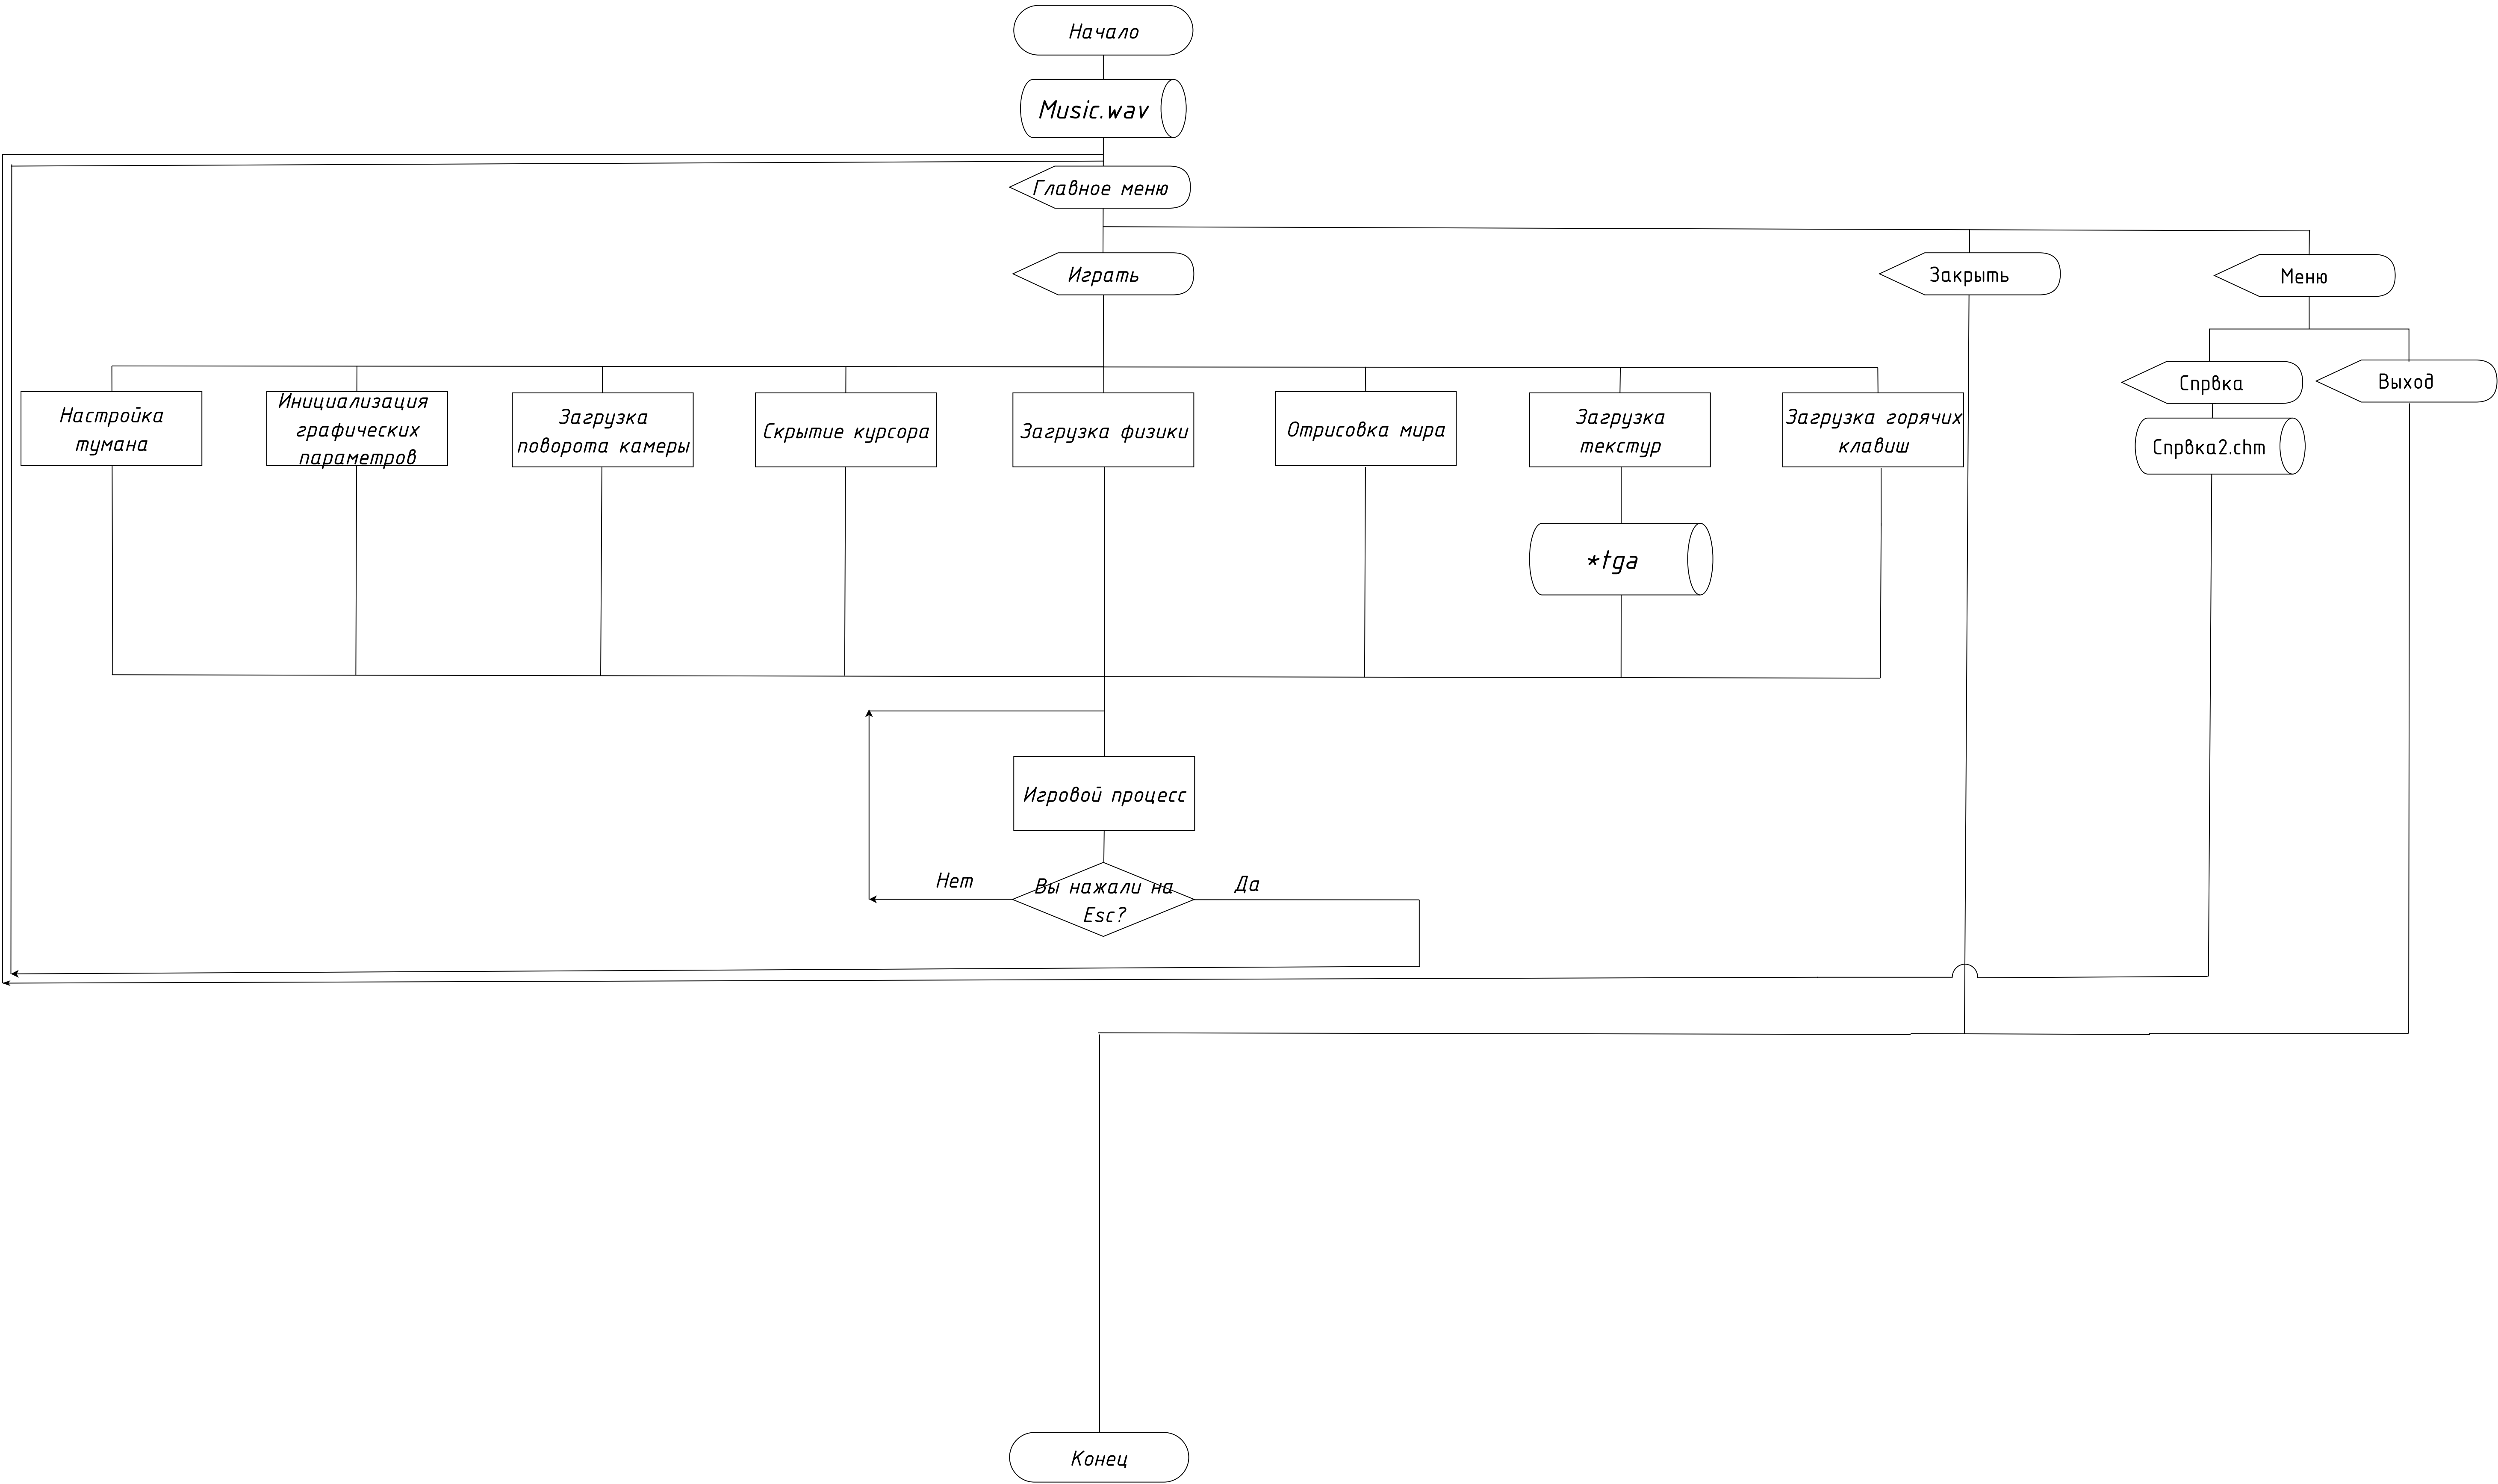 Начало
Music.wav
Главное меню
Играть
Закрыть
Меню
Спрвка
Выход
Настройка
тумана
Инициализация
графических
параметров
Загрузка
поворота камеры
Скрытие курсора
Загрузка физики
Отрисовка мира
Загрузка
текстур
Загрузка горячих
клавиш
Спрвка2.chm
*tga
Игровой процесс
Нет
Вы нажали на
Esc?
Да
Конец